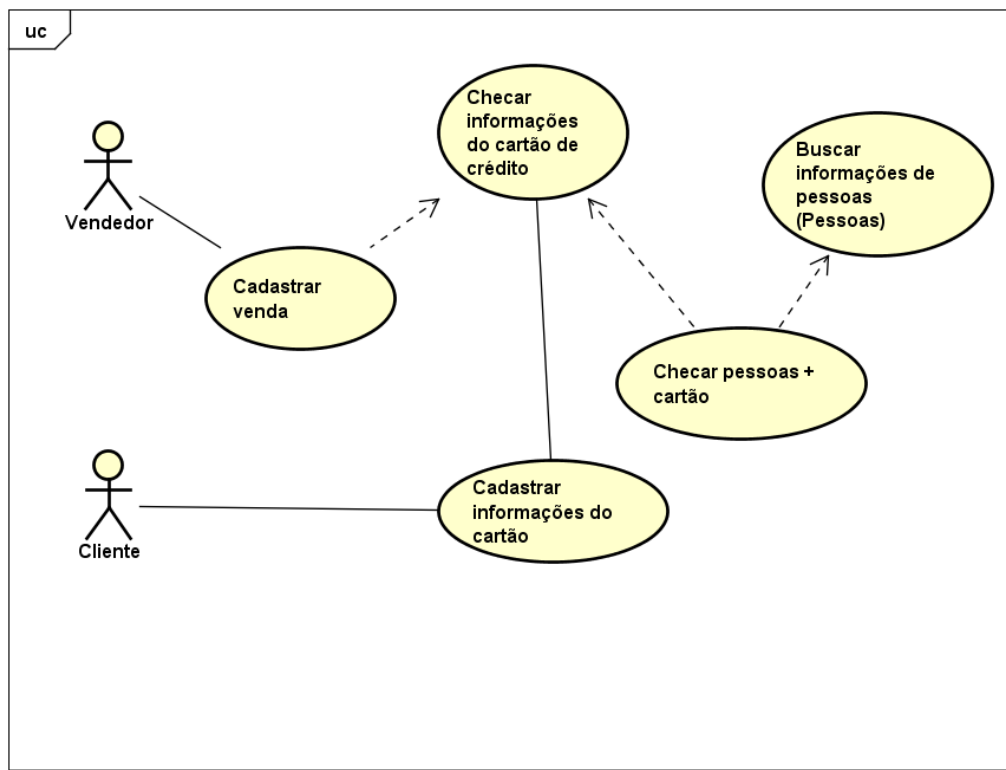 uc
Checar
informações
do cartão de
crédito
Buscar
informações de
pessoas
(Pessoas)
Vendedor
Cadastrar
venda
Checar pessoas +
cartão
Cadastrar
informações do
cartão
Cliente